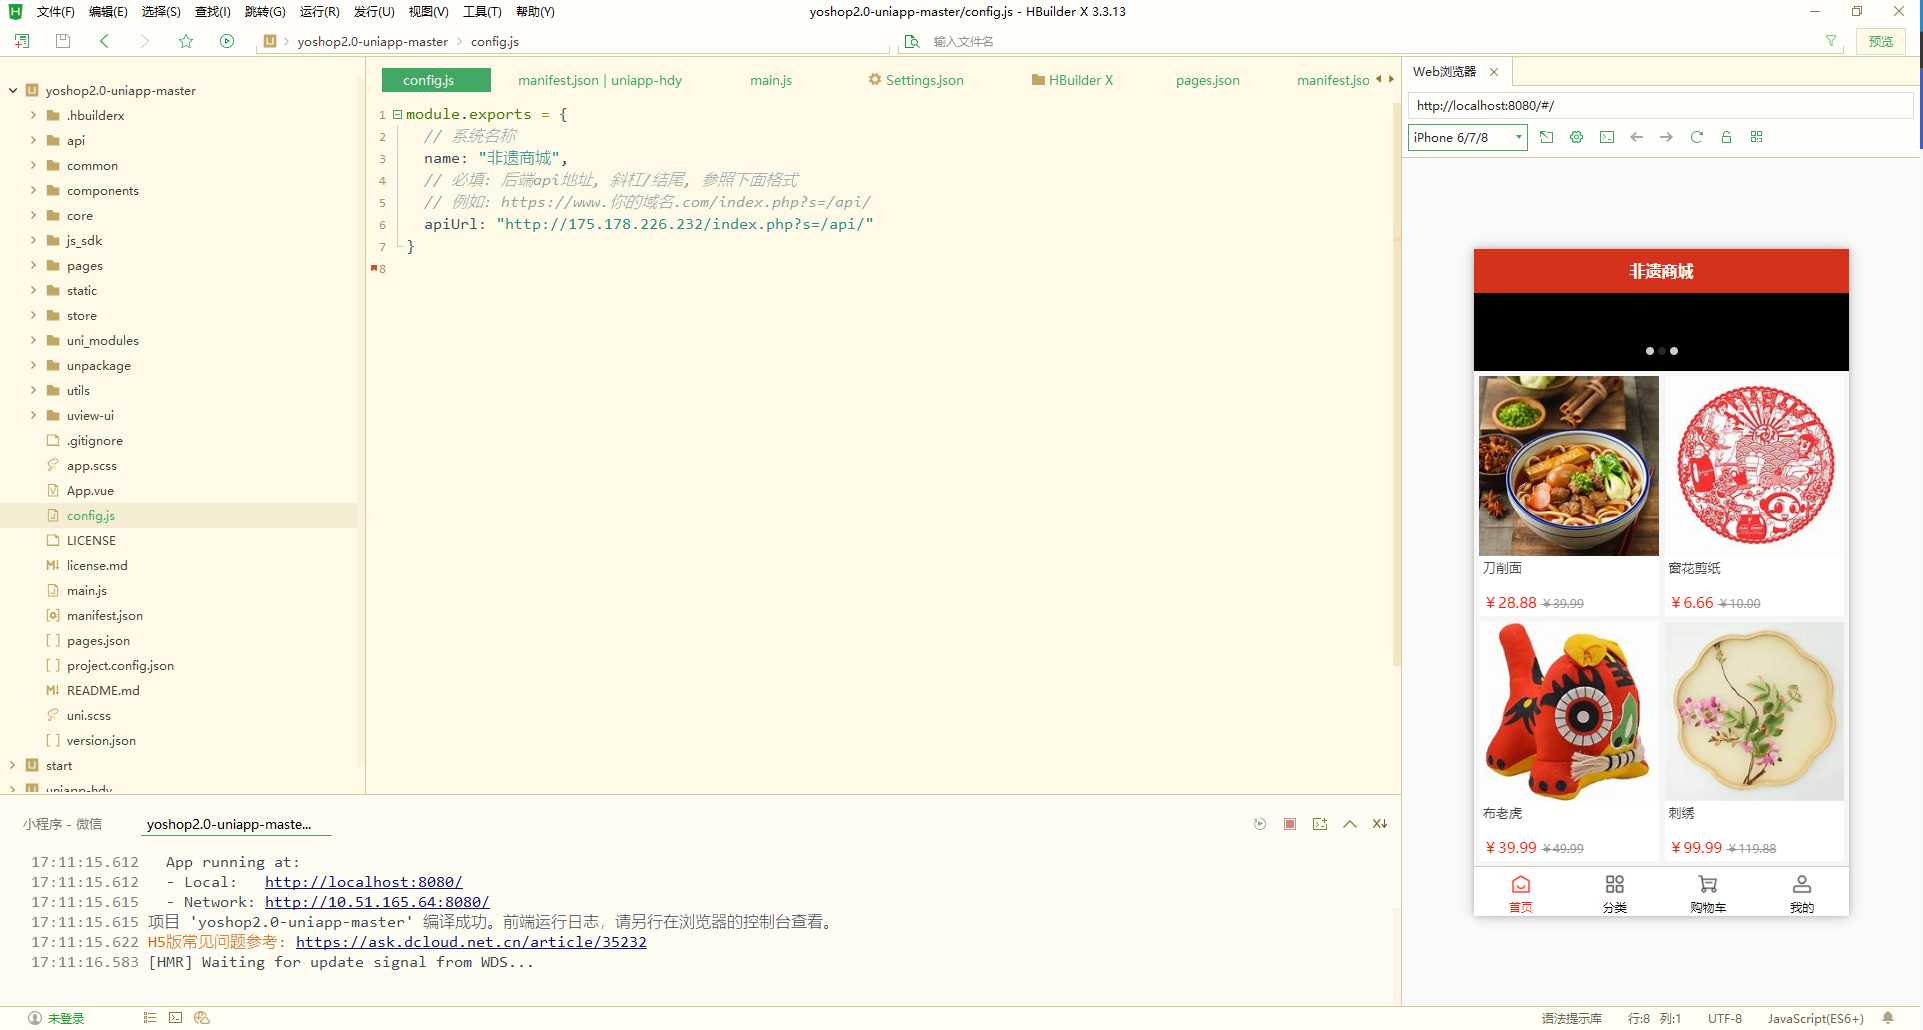 文件(F) 编辑(E) 选择(S) 查找(I) 跳转(G) 运行(R) 发行(U) 视图(V) 工具(T) 帮助(Y)
yoshop2.0-uniapp-master/config.js - HBuilder X 3.3.13
yoshop2.0-uniapp-master config.js
输入文件名
预览
yoshop2.0-uniapp-master
.hbuilderx
api
common
components
core
js_sdk
pages
static
store
uni_modules
unpackage
utils
uview-ui
.gitignore
app.scss
App.vue
config.js
LICENSE
license.md
main.js
manifest.json
pages.json
project.config.json
README.md
uni.scss
version.json
start
uniapp-hdy
config.js manifest.json | uniapp-hdy main.js Settings.json HBuilder X pages.json manifest.jso
1 module.exports = {
2 // 系统名称
3 name: "非遗商城",
4 // 必填: 后端api地址, 斜杠/结尾, 参照下面格式
5 // 例如: https://www.你的域名.com/index.php?s=/api/
6 apiUrl: "http://175.178.226.232/index.php?s=/api/"
7 }
8
Web浏览器
http://localhost:8080/#/
iPhone 6/7/8
非遗商城
刀削面
￥28.88 ￥39.99
窗花剪纸
￥6.66 ￥10.00
布老虎
￥39.99 ￥49.99
刺绣
￥99.99 ￥119.88
首页 分类 购物车 我的
小程序 - 微信 yoshop2.0-uniapp-maste...
17:11:15.612 App running at:
17:11:15.612 - Local: http://localhost:8080/
17:11:15.615 - Network: http://10.51.165.64:8080/
17:11:15.615 项目 'yoshop2.0-uniapp-master' 编译成功。前端运行日志，请另行在浏览器的控制台查看。
17:11:15.622 H5版常见问题参考: https://ask.dcloud.net.cn/article/35232
17:11:16.583 [HMR] Waiting for update signal from WDS...
未登录
语法提示库 行:8 列:1 UTF-8 JavaScript(ES6+)